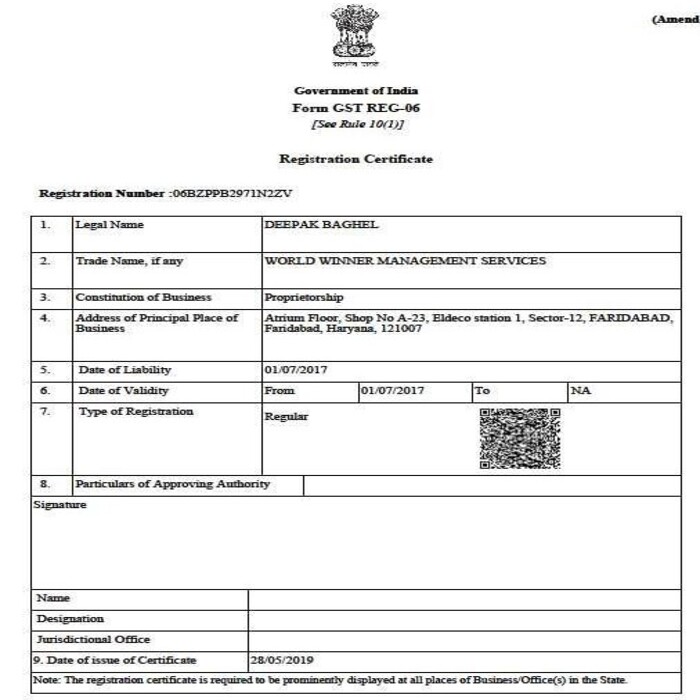 (Amend
सत्यमेव जयते
Government of India
Form GST REG-06
[See Rule 10(1)]
Registration Certificate
Registration Number :06BZPPB2971N2ZV
1. Legal Name DEEPAK BAGHEL
2. Trade Name, if any WORLD WINNER MANAGEMENT SERVICES
3. Constitution of Business Proprietorship
4. Address of Principal Place of Business Atrium Floor, Shop No A-23, Eldeco station 1, Sector-12, FARIDABAD,
Faridabad, Haryana, 121007
5. Date of Liability 01/07/2017
6. Date of Validity From 01/07/2017 To NA
7. Type of Registration Regular
8. Particulars of Approving Authority
Signature
Name
Designation
Jurisdictional Office
9. Date of issue of Certificate 28/05/2019
Note: The registration certificate is required to be prominently displayed at all places of Business/Office(s) in the State.